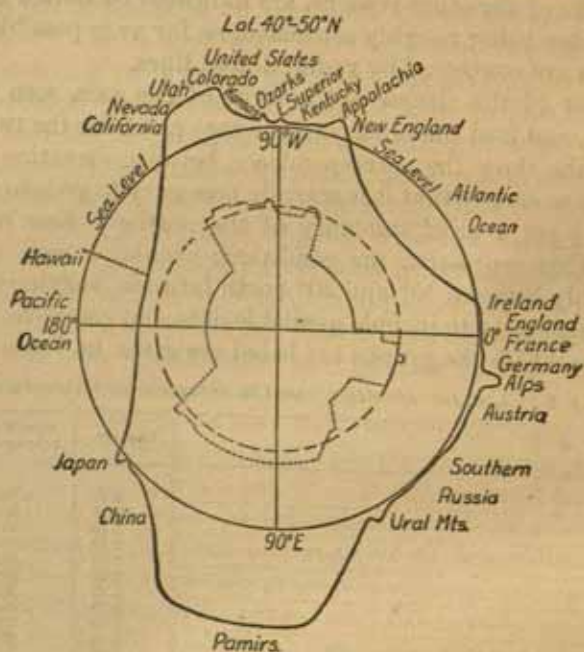 Lat. 40°-50°N
United States
Colorado
Utah
Nevada
California
Kansas
Ozarks
Superior
Kentucky
Appalachia
New England
90°W
Sea Level
Sea Level
Atlantic
Ocean
Hawaii
Pacific
180°
Ocean
Ireland
England
0°
France
Germany
Alps
Austria
Japan
Southern
Russia
China
Ural Mts.
90°E
Pamirs.